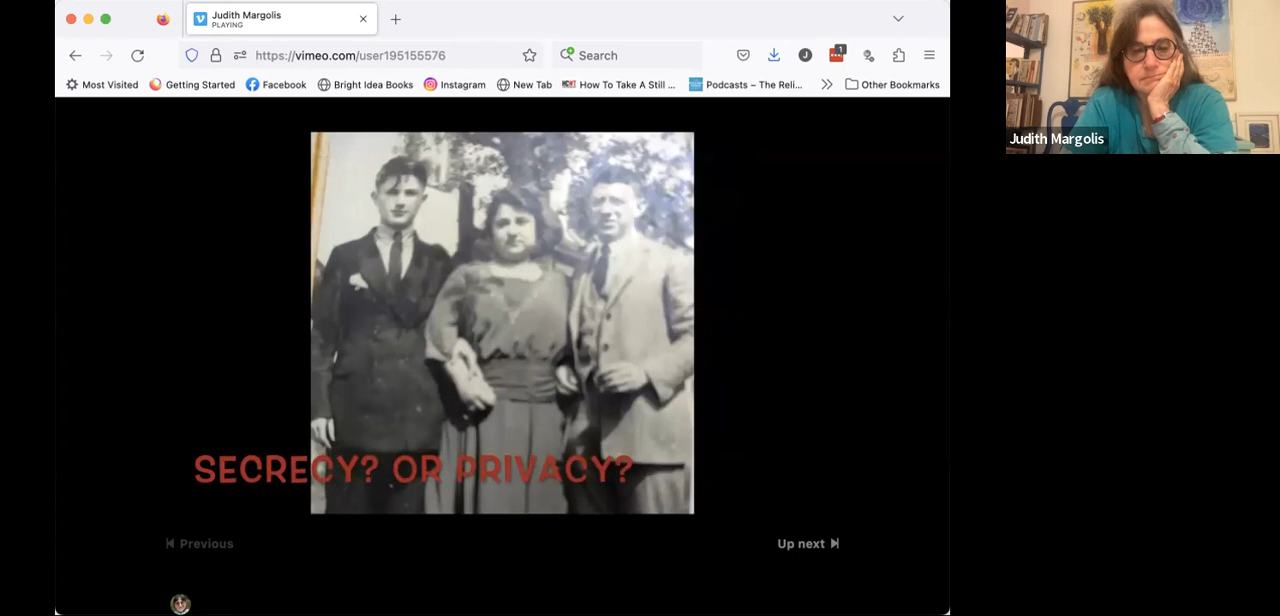 Judith Margolis
PLAYING
https://vimeo.com/user195155576
Search
1
J
Most Visited
Getting Started
Facebook
Bright Idea Books
Instagram
New Tab
How To Take A Still ...
Podcasts – The Reli...
Other Bookmarks
Judith Margolis
SECRECY? OR PRIVACY?
Previous
Up next